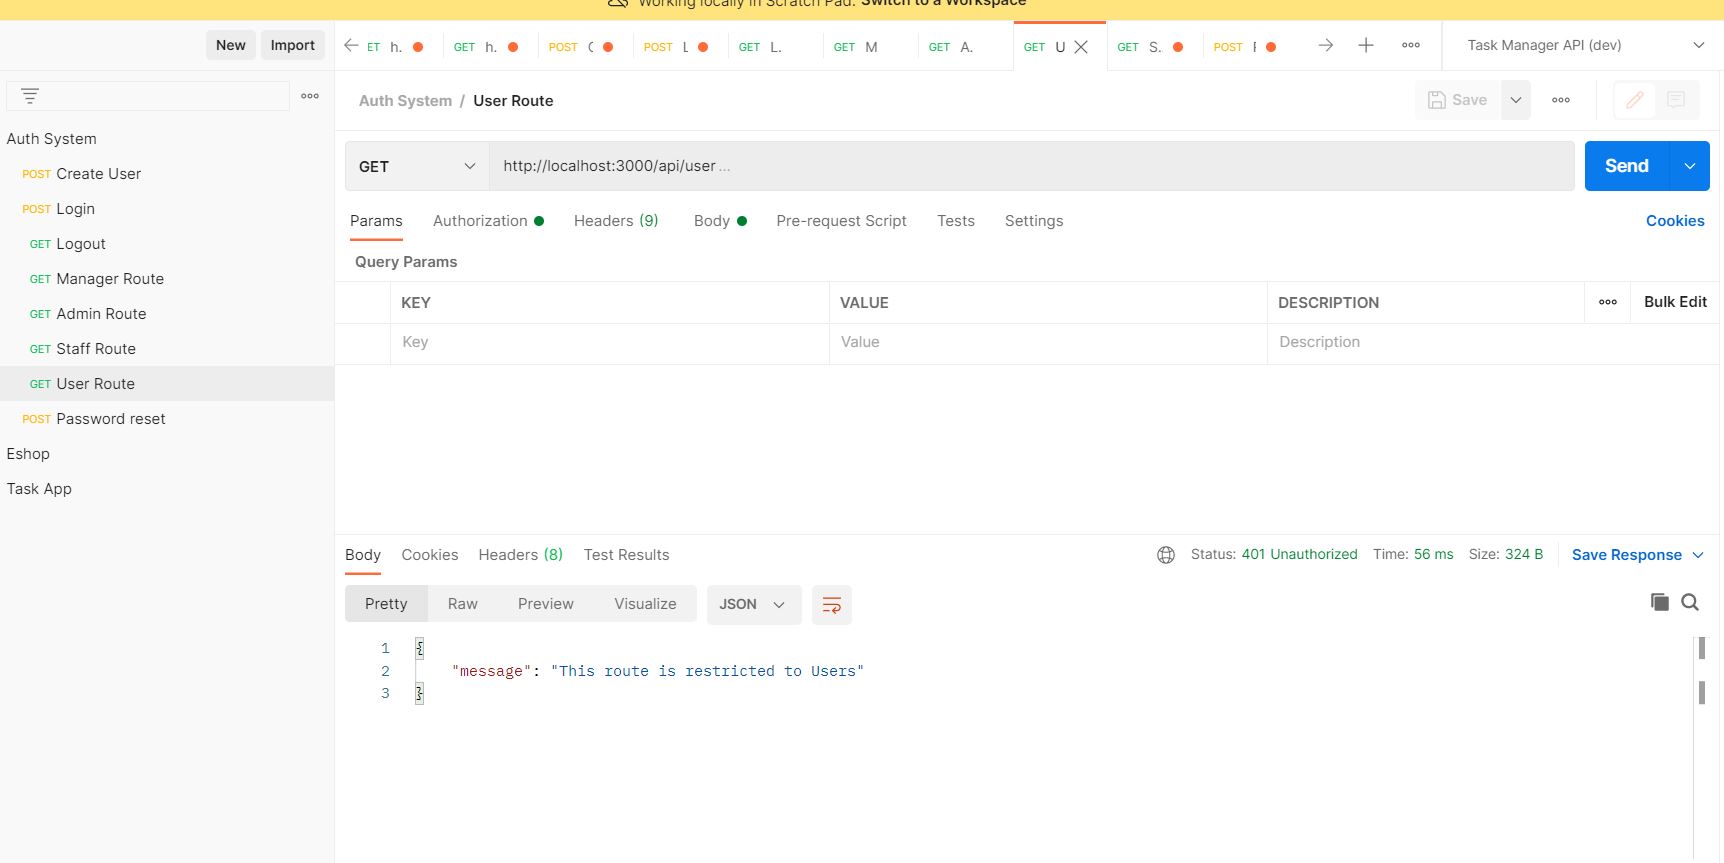 Working locally in Scratch Pad. Switch to a Workspace
New Import
ET h. GET h. POST C POST L GET L. GET M GET A. GET U GET S. POST Task Manager API (dev)
Auth System / User Route Save
Auth System
POST Create User
POST Login
GET Logout
GET Manager Route
GET Admin Route
GET Staff Route
GET User Route
POST Password reset
Eshop
Task App
GET http://localhost:3000/api/user ... Send
Params Authorization Headers (9) Body Pre-request Script Tests Settings Cookies
Query Params
KEY VALUE DESCRIPTION Bulk Edit
Key Value Description
Body Cookies Headers (8) Test Results Status: 401 Unauthorized Time: 56 ms Size: 324 B Save Response
Pretty Raw Preview Visualize JSON
1 {
2 "message": "This route is restricted to Users"
3 }